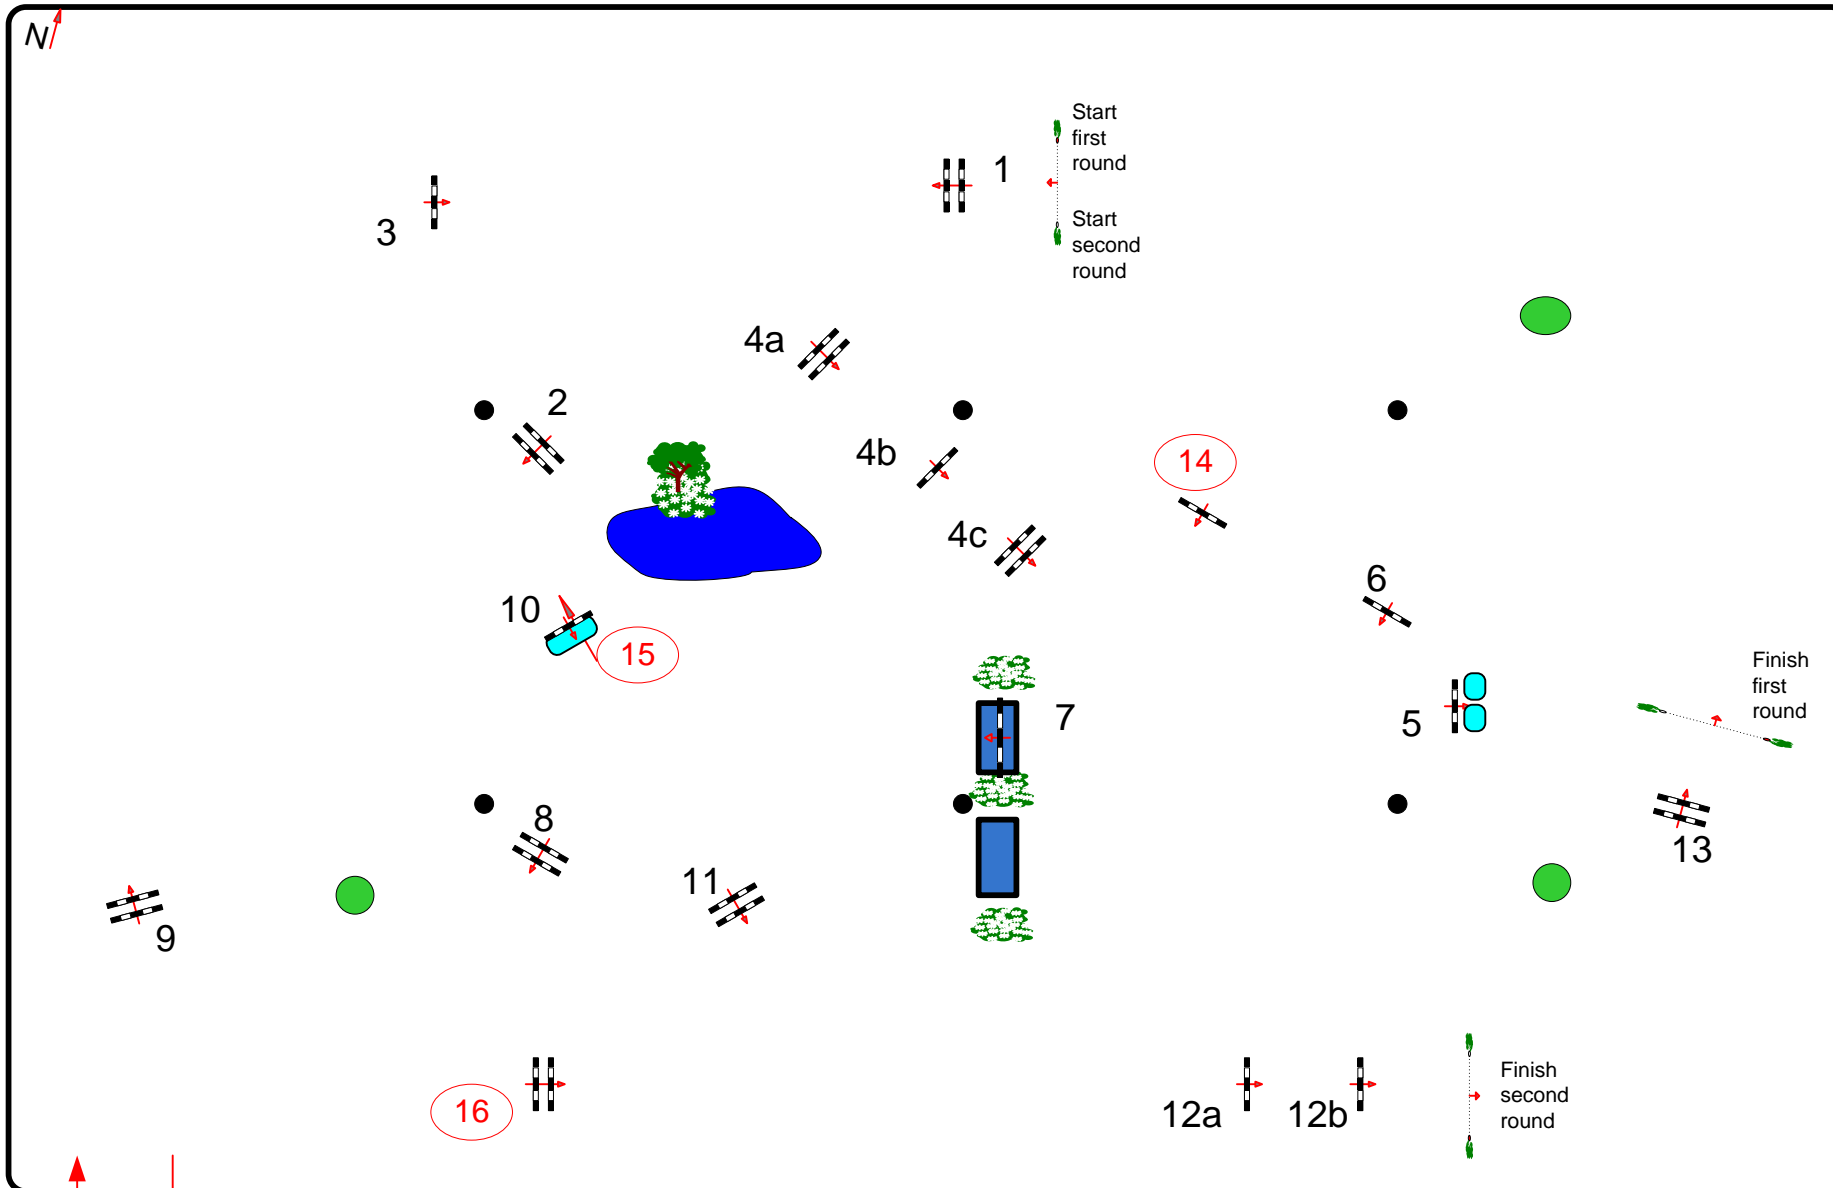 N
Start
first
round
1
3
Start
second
round
4a
2
4b
14
4c
6
10
15
Finish
first
round
7
5
8
13
11
9
16
12a
12b
Finish
second
round